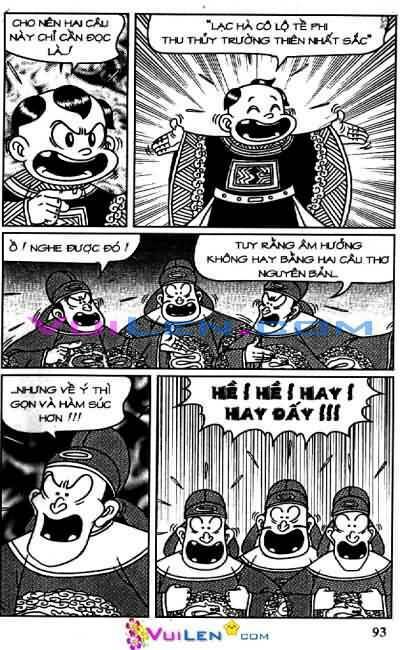 CHO NÊN HAI CÂU
NÀY CHỈ CẦN ĐỌC
LÀ..!
"LẠC HÀ CÔ LỘ TỀ PHI
THU THỦY TRƯỜNG THIÊN NHẤT SẮC"
Ồ! NGHE ĐƯỢC ĐÓ!
TUY RẰNG ÂM HƯỞNG
KHÔNG HAY BẰNG HAI CÂU THƠ
NGUYÊN BẢN...
VUILEN.COM
...NHƯNG VỀ Ý THÌ
GỌN VÀ HÀM SÚC
HƠN!!!
HỀ! HỀ! HAY!
HAY ĐẤY!!!
93
VUILEN.COM